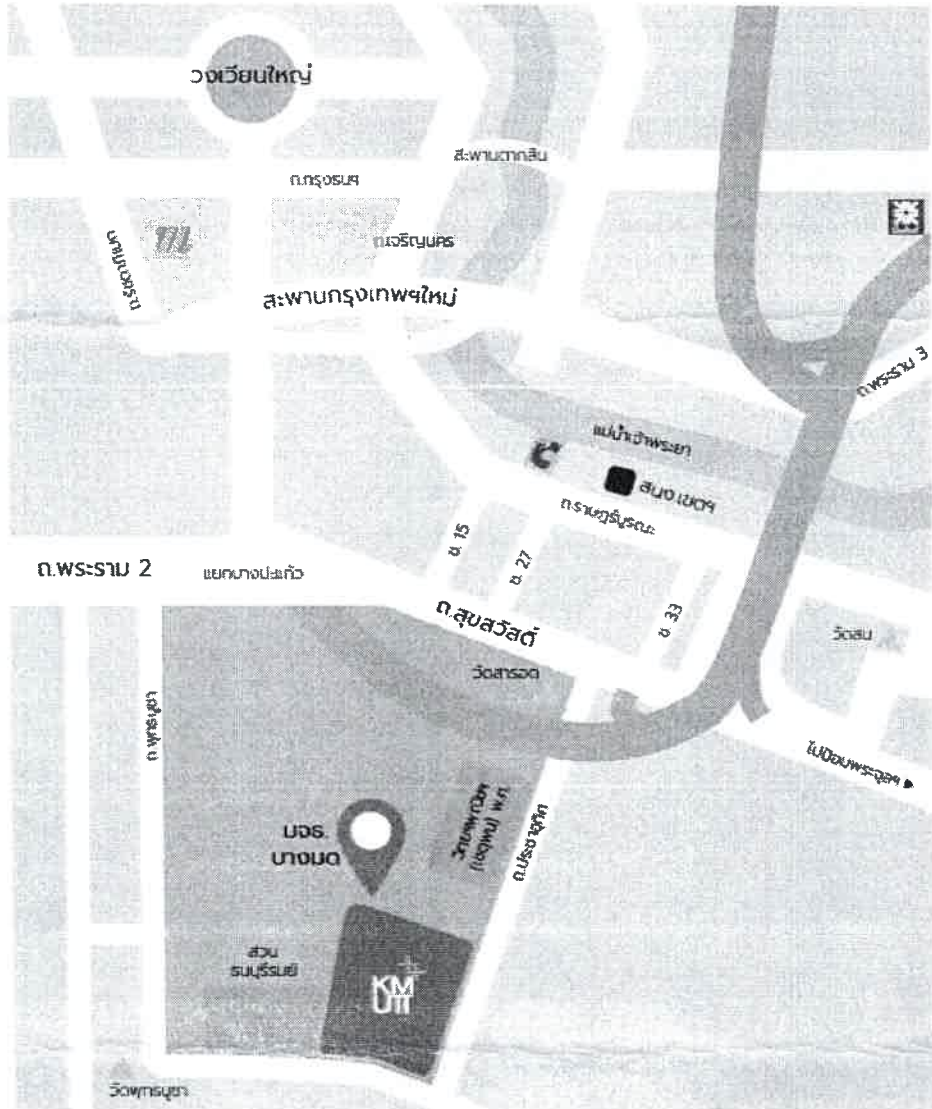 วงเวียนใหญ่
สะพานตากสิน
ถ.กรุงธนฯ
ถ.เจริญนคร
สะพานกรุงเทพฯใหม่
ถ.พระราม 3
แม่น้ำเจ้าพระยา
สนง.เขตฯ
ถ.ราษฎร์บูรณะ
ซ. 15
ซ. 27
ซ. 33
ถ.พระราม 2
แยกบางปะแก้ว
ถ.สุขสวัสดิ์
วัดสน
วัดสารอด
ถ.พุทธบูชา
ไปป้อมพระจุลฯ
มจธ.
บางมด
(เชตุพน) พ.ศ.
ถ.ประชาอุทิศ
สวน
ธนบุรีรมย์
KM
UTT
วัดพุทธบูชา